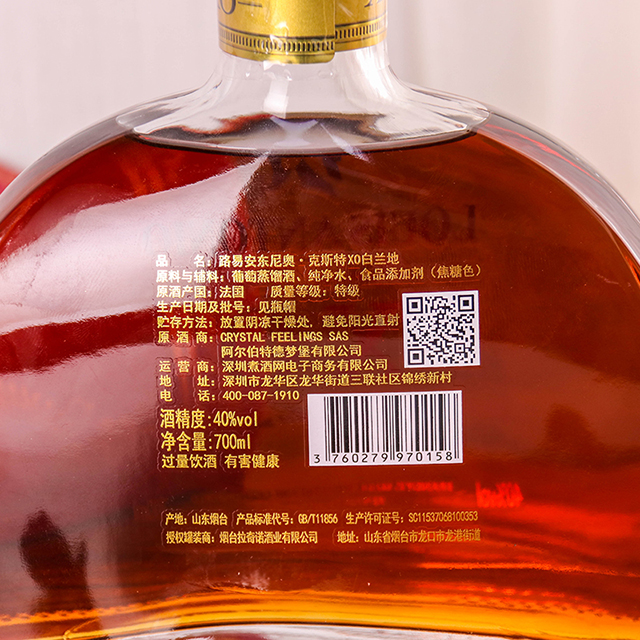 品名：路易安东尼奥·克斯特XO白兰地
原料与辅料：葡萄蒸馏酒、纯净水、食品添加剂（焦糖色）
原酒产国：法国 质量等级：特级
生产日期及批号：见瓶帽
贮存方法：放置阴凉干燥处，避免阳光直射
原酒商：CRYSTAL FEELINGS SAS
阿尔伯特德梦堡有限公司
运营商：深圳煮酒网电子商务有限公司
地址：深圳市龙华区龙华街道三联社区锦绣新村
电话：400-087-1910
酒精度：40%vol
净含量：700ml
过量饮酒 有害健康
3 760279 970158
产地：山东烟台 产品标准代号：GB/T11856 生产许可证号：SC11537068100353
授权罐装商：烟台拉奇诺酒业有限公司 地址：山东省烟台市龙口市龙港街道